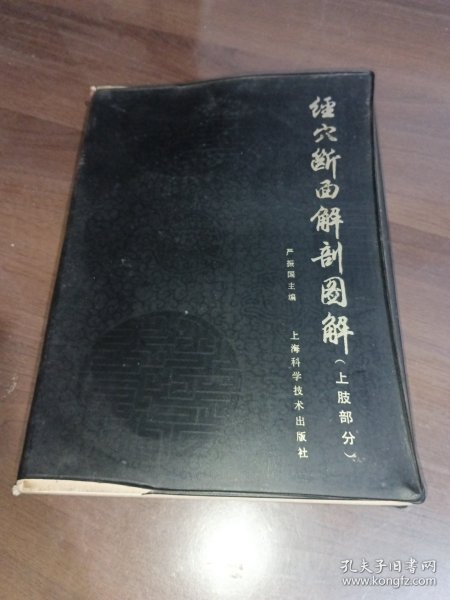 经穴断面解剖图解
(上肢部分)
严振国主编
上海科学技术出版社
孔夫子旧书网
www.kongfz.com